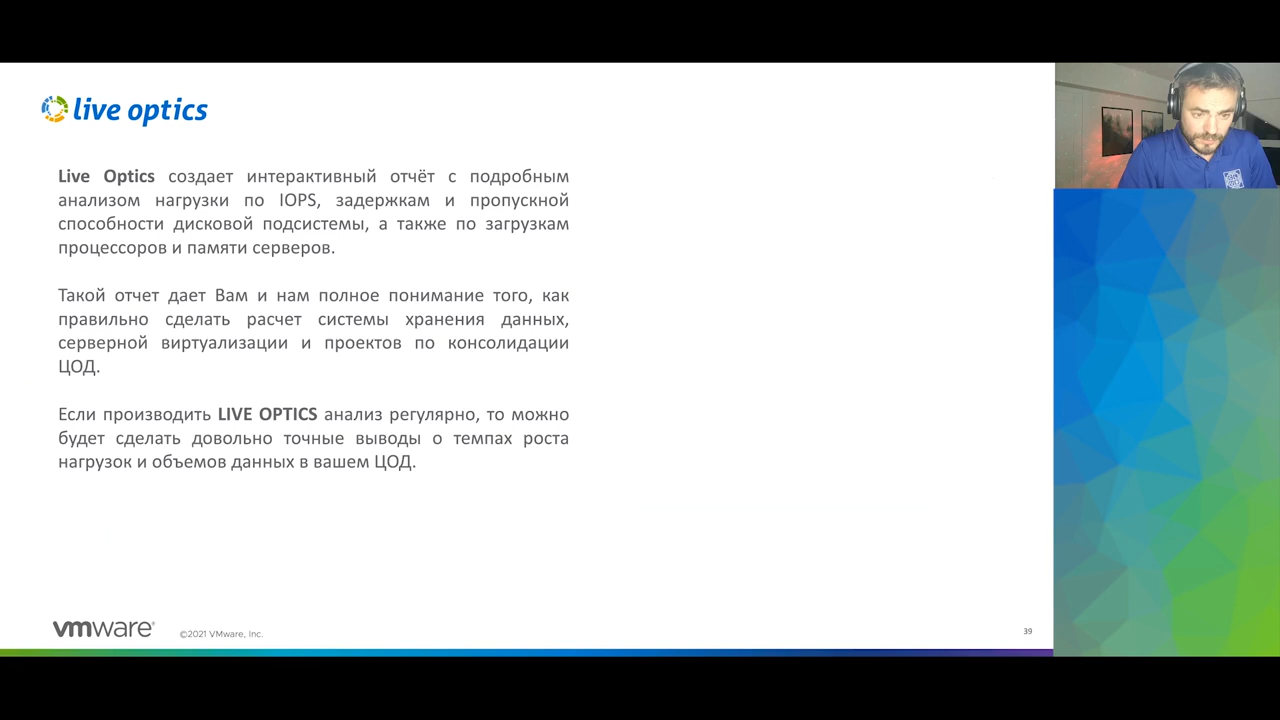 live optics
Live Optics создает интерактивный отчёт с подробным
анализом нагрузки по IOPS, задержкам и пропускной
способности дисковой подсистемы, а также по загрузкам
процессоров и памяти серверов.
Такой отчет дает Вам и нам полное понимание того, как
правильно сделать расчет системы хранения данных,
серверной виртуализации и проектов по консолидации
ЦОД.
Если производить LIVE OPTICS анализ регулярно, то можно
будет сделать довольно точные выводы о темпах роста
нагрузок и объемов данных в вашем ЦОД.
vmware®
©2021 VMware, Inc.
39